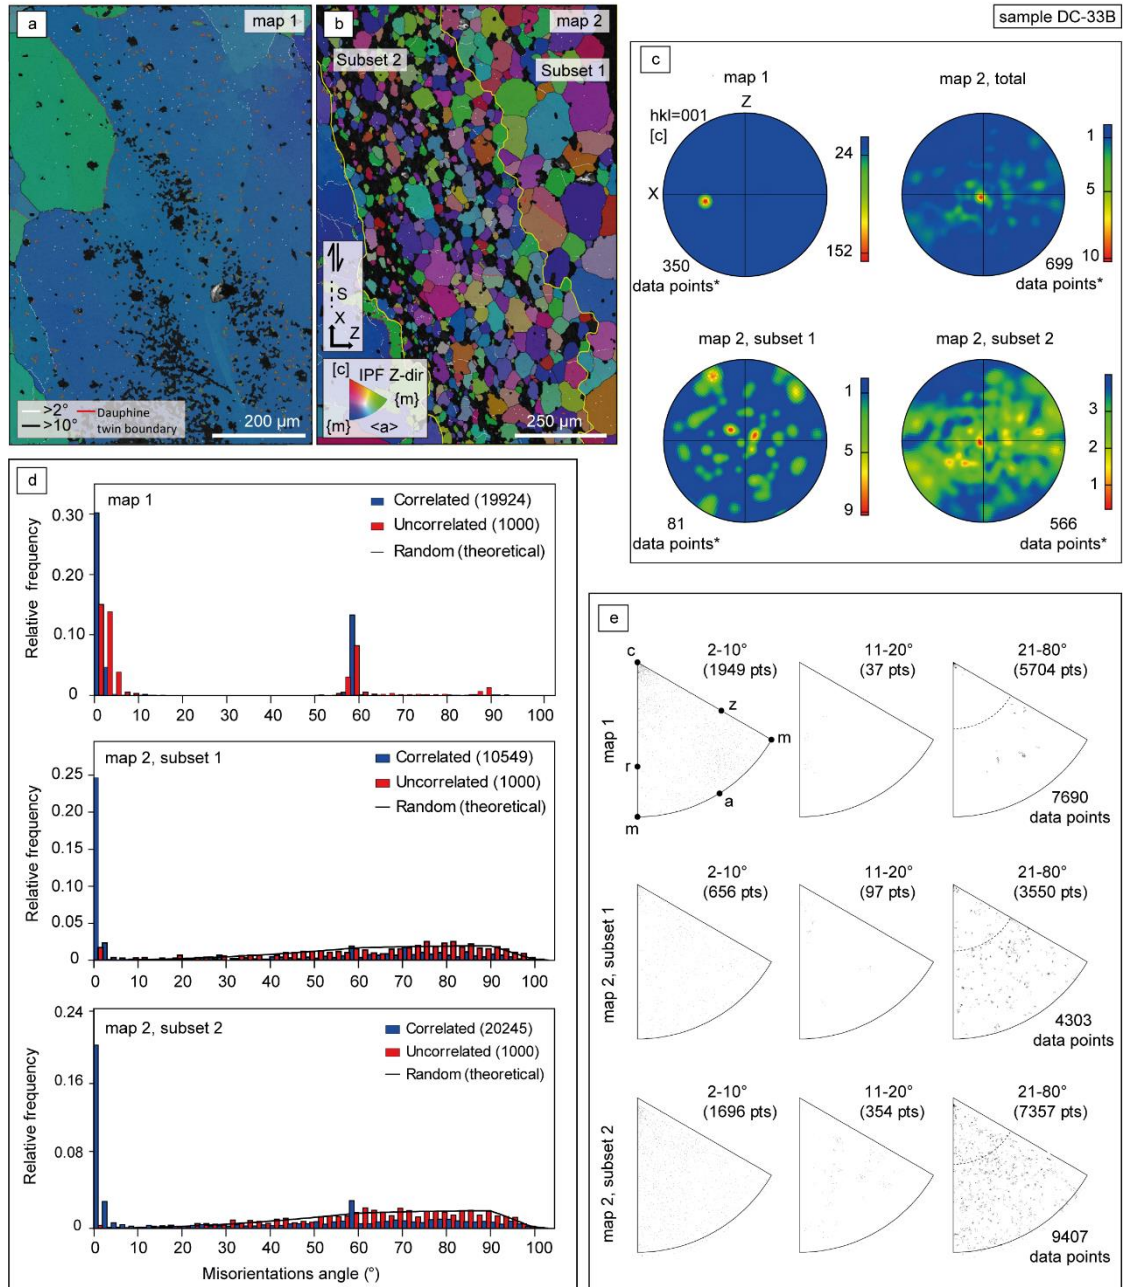 sample DC-33B
a
map 1
>2°
>10°
Dauphine
twin boundary
200 µm
b
map 2
Subset 2
Subset 1
S
X
Z
[c]
IPF Z-dir
{m}
{m}
<a>
250 µm
c
map 1
Z
hkl=001
[c]
X
24
152
350
data points*
map 2, total
1
5
10
699
data points*
map 2, subset 1
1
5
9
81
data points*
map 2, subset 2
3
2
1
566
data points*
d
map 1
Correlated (19924)
Uncorrelated (1000)
Random (theoretical)
Relative frequency
0.30
0.20
0.10
0
0 10 20 30 40 50 60 70 80 90 100
map 2, subset 1
Correlated (10549)
Uncorrelated (1000)
Random (theoretical)
Relative frequency
0.25
0.20
0.15
0.10
0.05
0
0 10 20 30 40 50 60 70 80 90 100
map 2, subset 2
Correlated (20245)
Uncorrelated (1000)
Random (theoretical)
Relative frequency
0.24
0.16
0.08
0
0 10 20 30 40 50 60 70 80 90 100
Misorientations angle (°)
e
map 1
2-10°
(1949 pts)
c
z
m
r
a
m
11-20°
(37 pts)
21-80°
(5704 pts)
7690
data points
map 2, subset 1
2-10°
(656 pts)
11-20°
(97 pts)
21-80°
(3550 pts)
4303
data points
map 2, subset 2
2-10°
(1696 pts)
11-20°
(354 pts)
21-80°
(7357 pts)
9407
data points